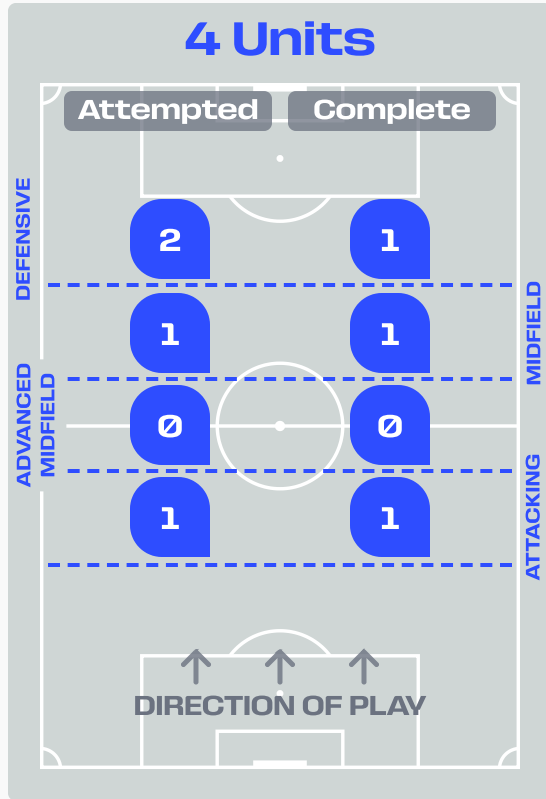 4 Units
Attempted
Complete
DEFENSIVE
2
1
MIDFIELD
1
1
ADVANCED
MIDFIELD
0
0
ATTACKING
1
1
DIRECTION OF PLAY